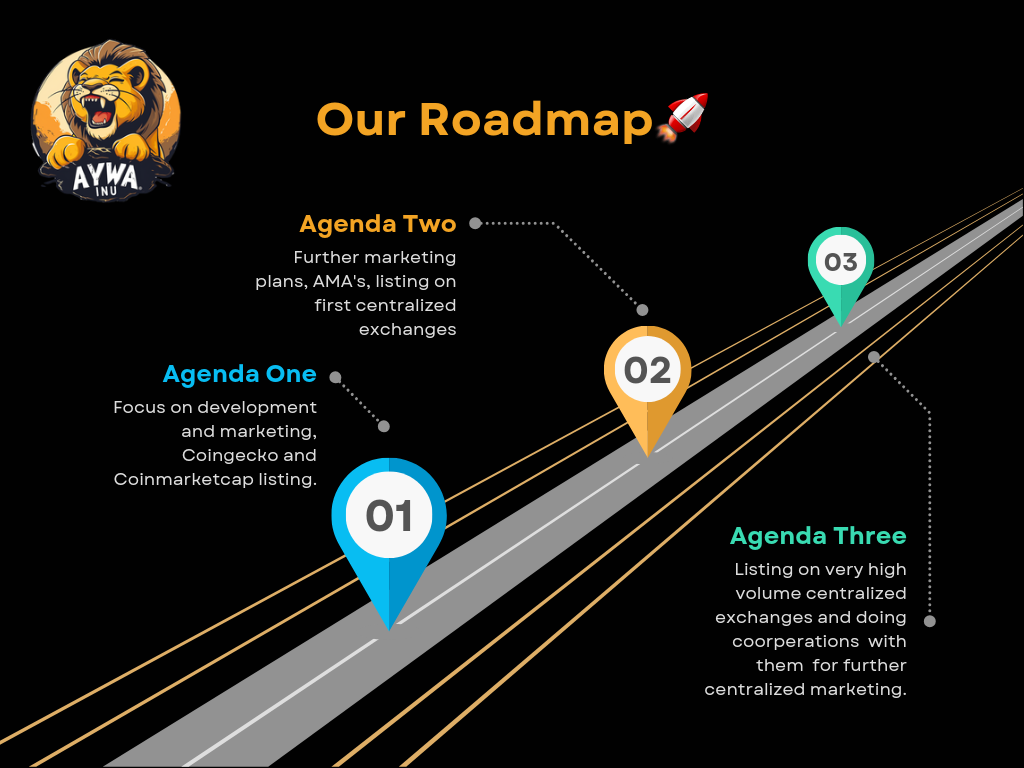 AYWA
INU
Our Roadmap🚀
Agenda Two
Further marketing
plans, AMA's, listing on
first centralized
exchanges
Agenda One
Focus on development
and marketing,
Coingecko and
Coinmarketcap listing.
01
02
03
Agenda Three
Listing on very high
volume centralized
exchanges and doing
coorperations  with
them  for further
centralized marketing.